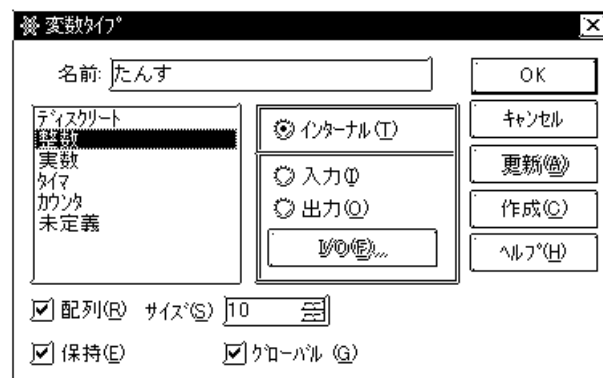 変数ﾀｲﾌﾟ
名前: たんす
OK
ﾃﾞｨｽｸﾘｰﾄ
整数
実数
ﾀｲﾏ
ｶｳﾝﾀ
未定義
ｲﾝﾀｰﾅﾙ(T)
入力(I)
出力(O)
I/O(F)...
ｷｬﾝｾﾙ
更新(A)
作成(C)
ﾍﾙﾌﾟ(H)
配列(R) ｻｲｽﾞ(S) 10
保持(E) ｸﾞﾛｰﾊﾞﾙ (G)